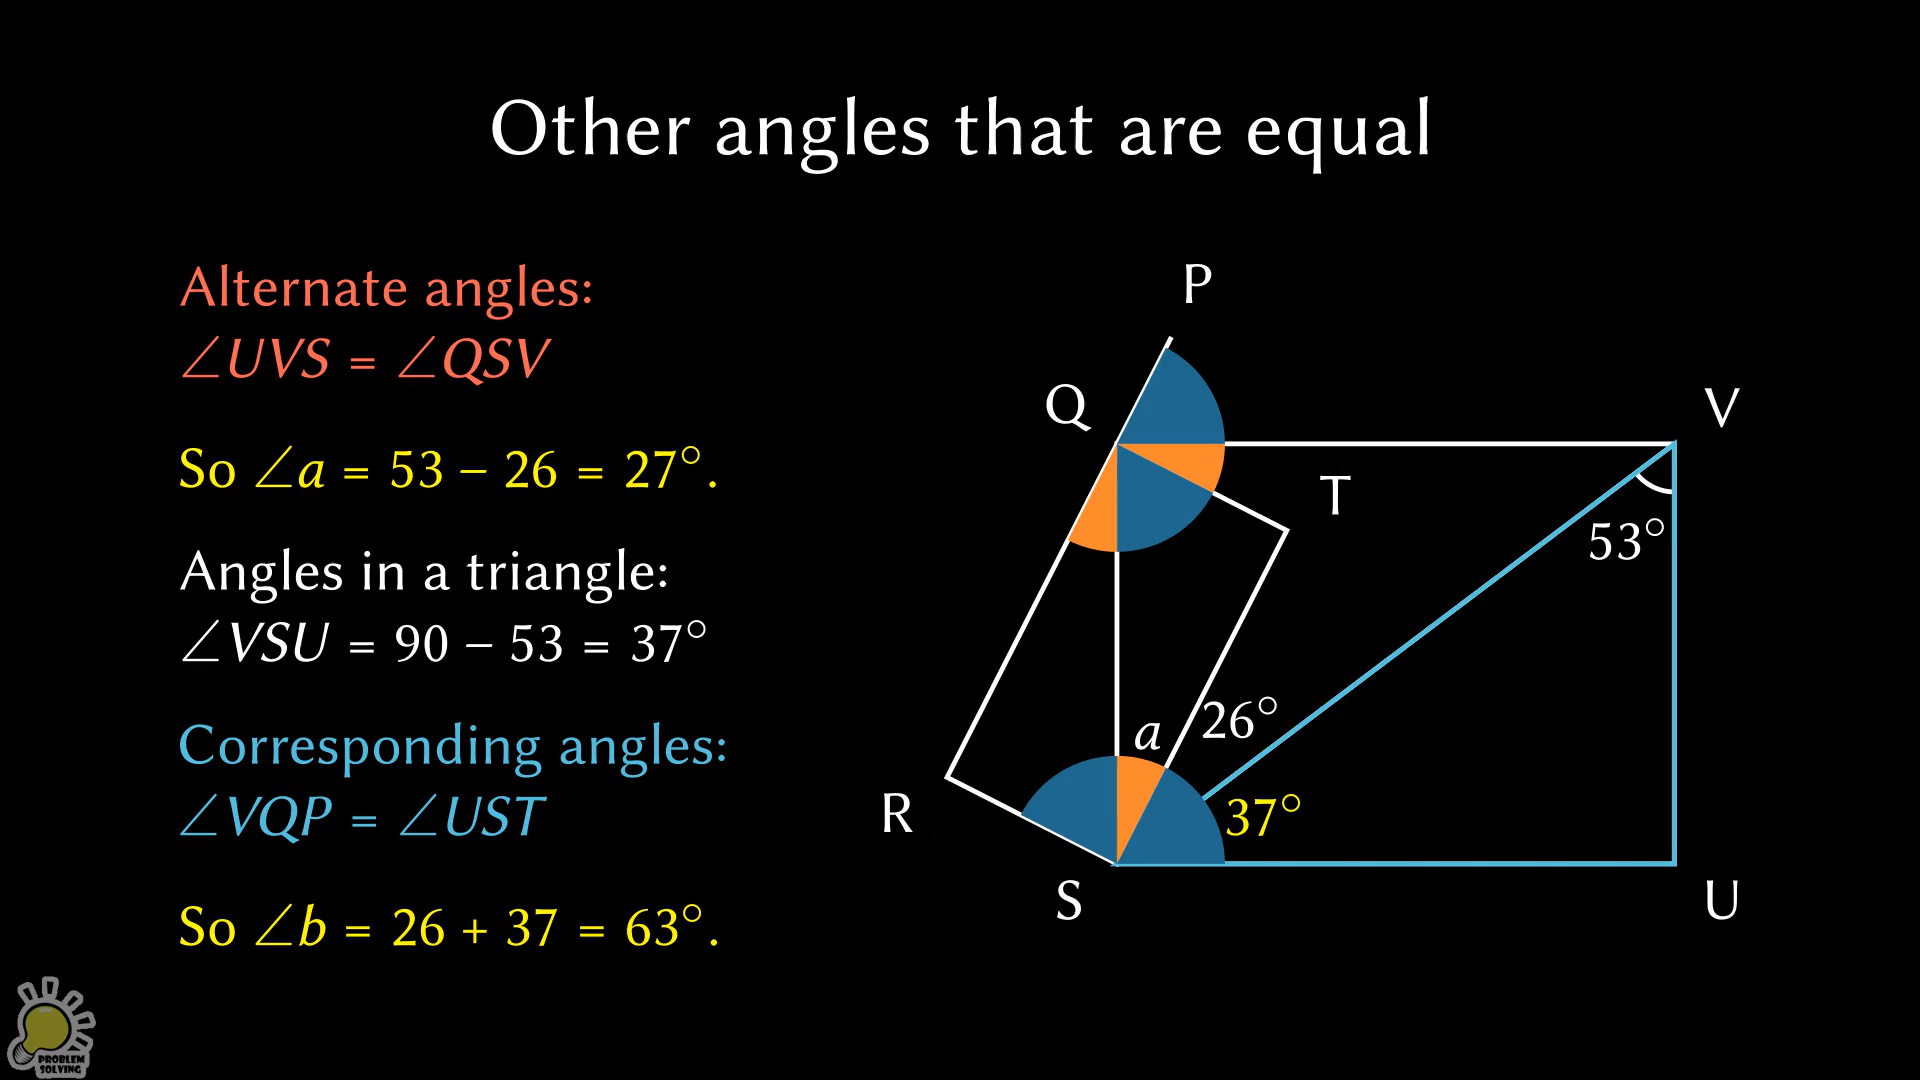 Other angles that are equal
Alternate angles:
∠UVS = ∠QSV
So ∠a = 53 – 26 = 27°.
Angles in a triangle:
∠VSU = 90 – 53 = 37°
Corresponding angles:
∠VQP = ∠UST
So ∠b = 26 + 37 = 63°.
P
Q
V
T
53°
a
26°
R
37°
S
U
PROBLEM
SOLVING